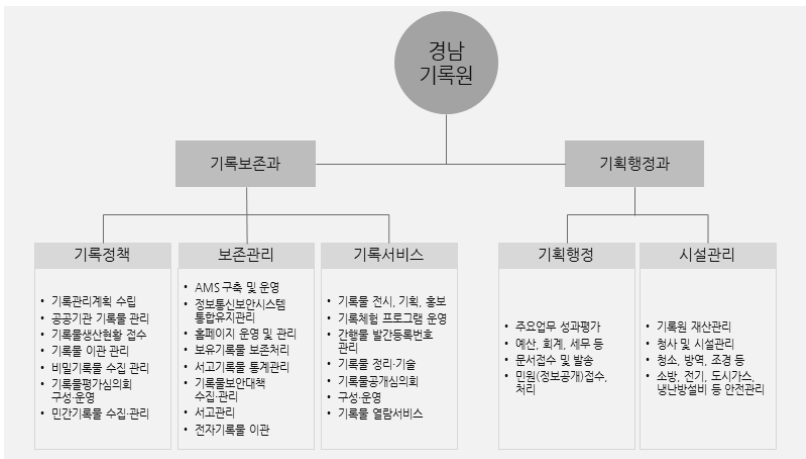 경남
기록원
기록보존과
기획행정과
기록정책
• 기록관리계획 수립
• 공공기관 기록물 관리
• 기록물생산현황 접수
• 기록물 이관 관리
• 비밀기록물 수집 관리
• 기록물평가심의회
구성·운영
• 민간기록물 수집·관리
보존관리
• AMS 구축 및 운영
• 정보통신보안시스템
통합유지관리
• 홈페이지 운영 및 관리
• 보유기록물 보존처리
• 서고기록물 통계관리
• 기록물보안대책
수집·관리
• 서고관리
• 전자기록물 이관
기록서비스
• 기록물 전시, 기획, 홍보
• 기록체험 프로그램 운영
• 간행물 발간등록번호
관리
• 기록물 정리·기술
• 기록물공개심의회
• 구성·운영
• 기록물 열람서비스
기획행정
• 주요업무 성과평가
• 예산, 회계, 세무 등
• 문서접수 및 발송
• 민원(정보공개)접수,
처리
시설관리
• 기록원 재산관리
• 청사 및 시설관리
• 청소, 방역, 조경 등
• 소방, 전기, 도시가스,
냉난방설비 등 안전관리